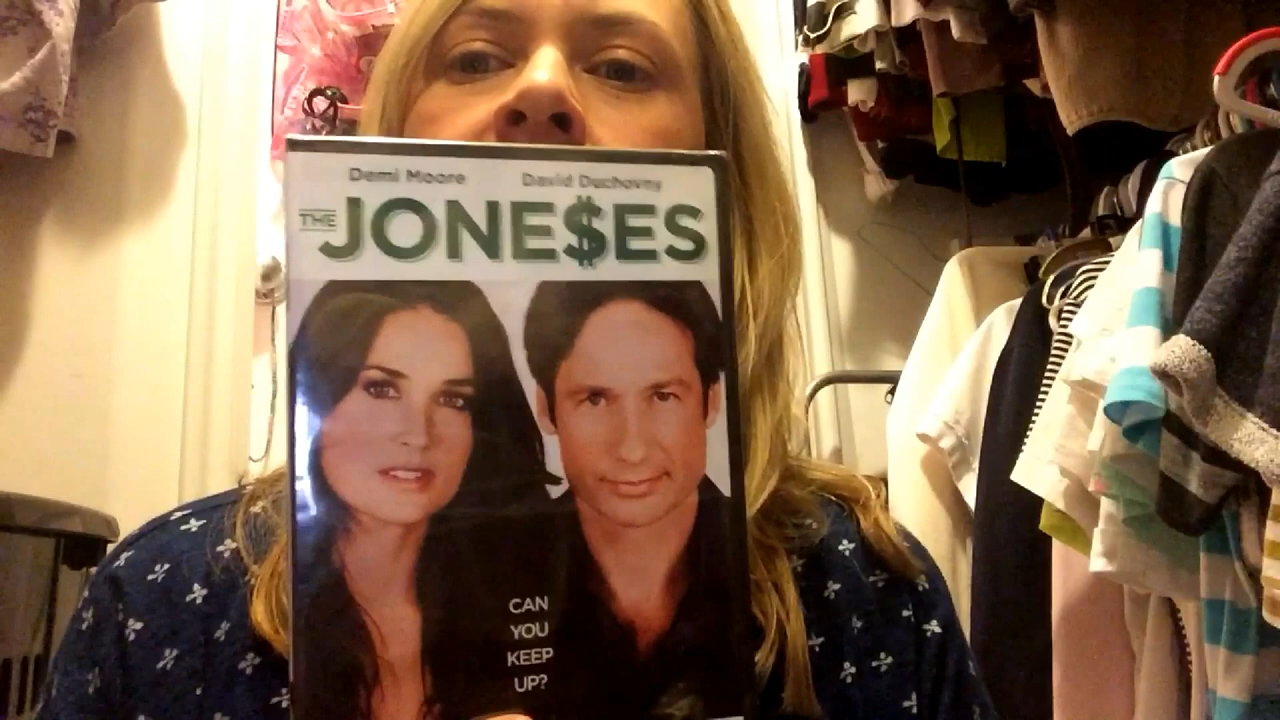 Demi Moore David Duchovny
THE JONE$ES
CAN
YOU
KEEP
UP?